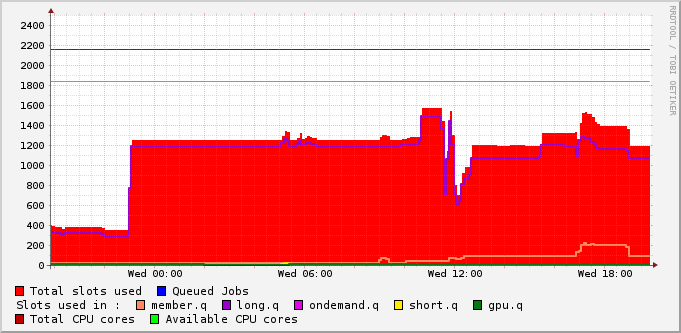 RRDTOOL / TOBI OETIKER
2400
2200
2000
1800
1600
1400
1200
1000
800
600
400
200
0
Wed 00:00 Wed 06:00 Wed 12:00 Wed 18:00
Total slots used Queued Jobs
Slots used in : member.q long.q ondemand.q short.q gpu.q
Total CPU cores Available CPU cores